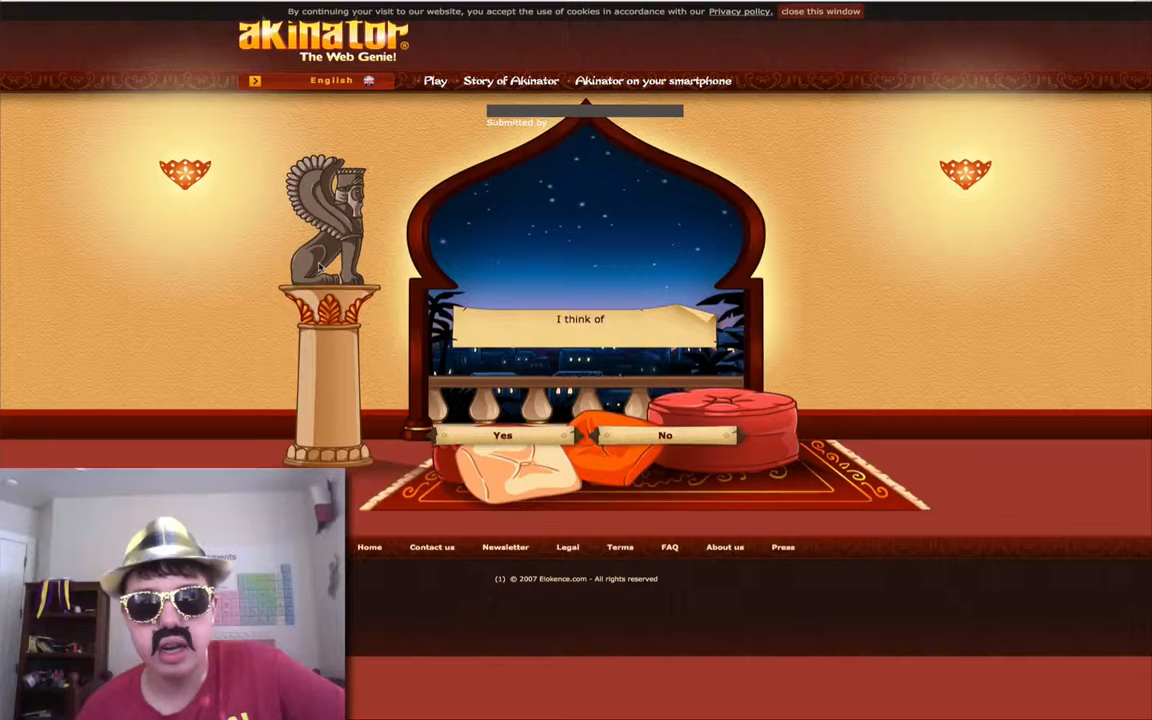 By continuing your visit to our website, you accept the use of cookies in accordance with our Privacy policy. close this window
akinator®
The Web Genie!
English
Play
Story of Akinator
Akinator on your smartphone
Submitted by
I think of
Yes
No
Home
Contact us
Newsletter
Legal
Terms
FAQ
About us
Press
(1) © 2007 Elokence.com - All rights reserved